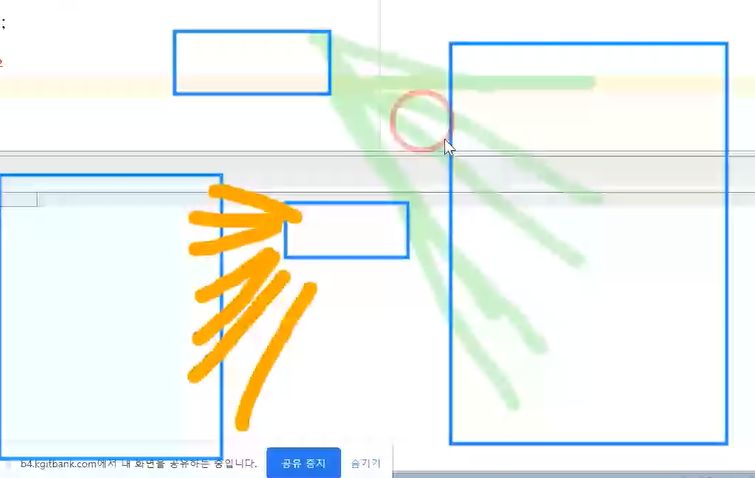 ;
b4.kgitbank.com에서 내 화면을 공유하는 중입니다. 공유 중지 숨기기